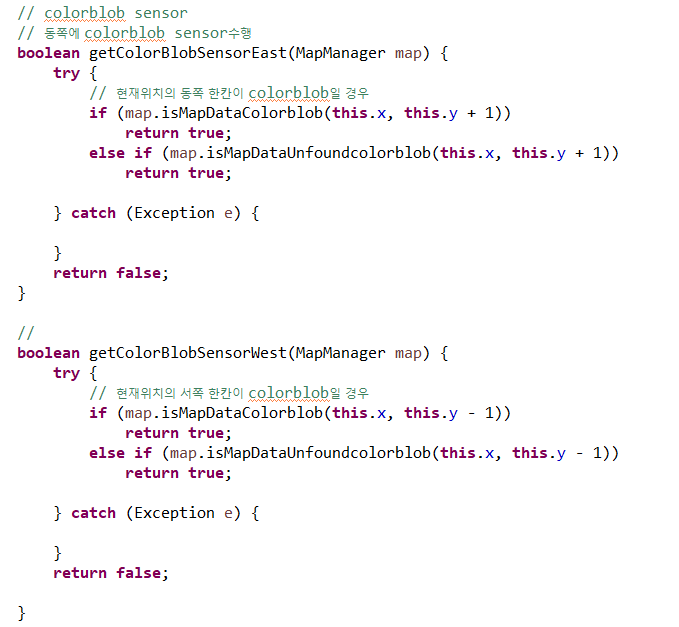 // colorblob sensor
// 동쪽에 colorblob sensor수행
boolean getColorBlobSensorEast(MapManager map) {
try {
// 현재위치의 동쪽 한칸이 colorblob일 경우
if (map.isMapDataColorblob(this.x, this.y + 1))
return true;
else if (map.isMapDataUnfoundcolorblob(this.x, this.y + 1))
return true;
} catch (Exception e) {
}
return false;
}
//
boolean getColorBlobSensorWest(MapManager map) {
try {
// 현재위치의 서쪽 한칸이 colorblob일 경우
if (map.isMapDataColorblob(this.x, this.y - 1))
return true;
else if (map.isMapDataUnfoundcolorblob(this.x, this.y - 1))
return true;
} catch (Exception e) {
}
return false;
}